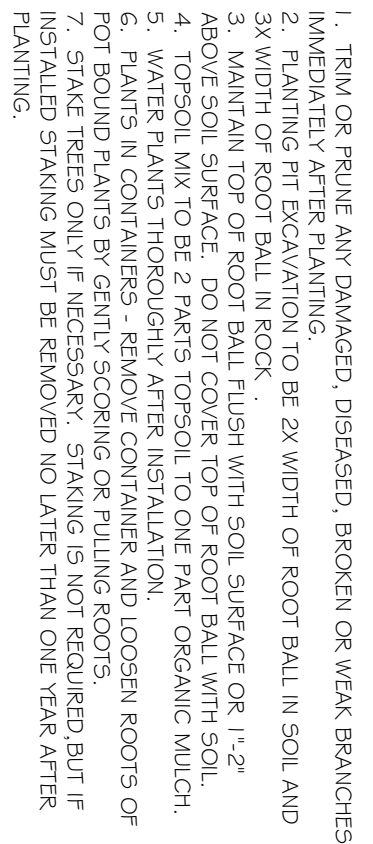 1. TRIM OR PRUNE ANY DAMAGED, DISEASED, BROKEN OR WEAK BRANCHES
IMMEDIATELY AFTER PLANTING.
2. PLANTING PIT EXCAVATION TO BE 2X WIDTH OF ROOT BALL IN SOIL AND
3X WIDTH OF ROOT BALL IN ROCK .
3. MAINTAIN TOP OF ROOT BALL FLUSH WITH SOIL SURFACE OR 1"-2"
ABOVE SOIL SURFACE. DO NOT COVER TOP OF ROOT BALL WITH SOIL.
4. TOPSOIL MIX TO BE 2 PARTS TOPSOIL TO ONE PART ORGANIC MULCH.
5. WATER PLANTS THOROUGHLY AFTER INSTALLATION.
6. PLANTS IN CONTAINERS - REMOVE CONTAINER AND LOOSEN ROOTS OF
POT BOUND PLANTS BY GENTLY SCORING OR PULLING ROOTS.
7. STAKE TREES ONLY IF NECESSARY. STAKING IS NOT REQUIRED,BUT IF
INSTALLED STAKING MUST BE REMOVED NO LATER THAN ONE YEAR AFTER
PLANTING.